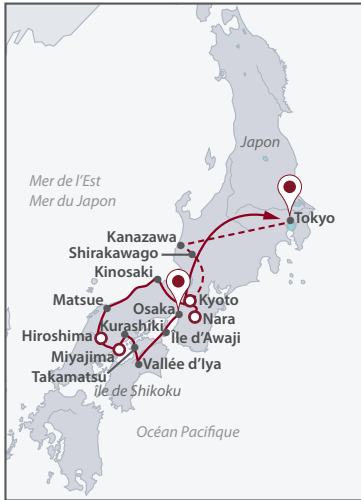 Japon
Mer de l'Est
Mer du Japon
Tokyo
Kanazawa
Shirakawago
Kinosaki
Matsue
Osaka
Kyoto
Nara
Kurashiki
Hiroshima
Île d'Awaji
Miyajima
Takamatsu
Vallée d'Iya
île de Shikoku
Océan Pacifique